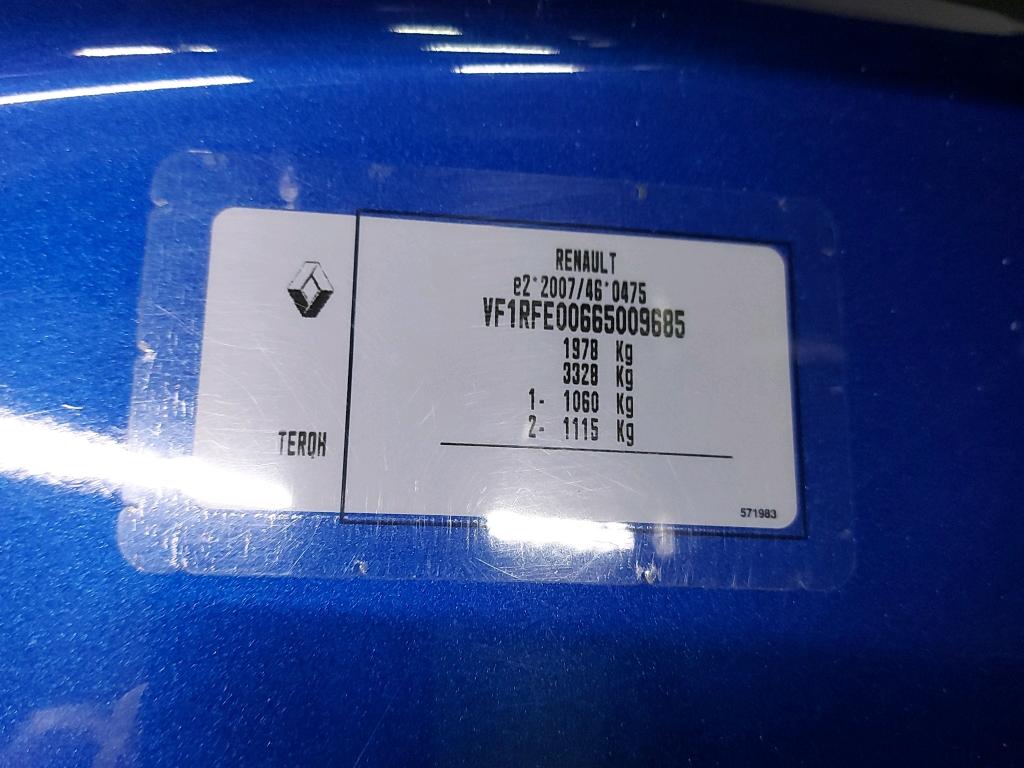 RENAULT
e2*2007/46*0475
VF1RFE00665009685
1978 Kg
3328 Kg
1- 1060 Kg
2- 1115 Kg
TERQH
571983